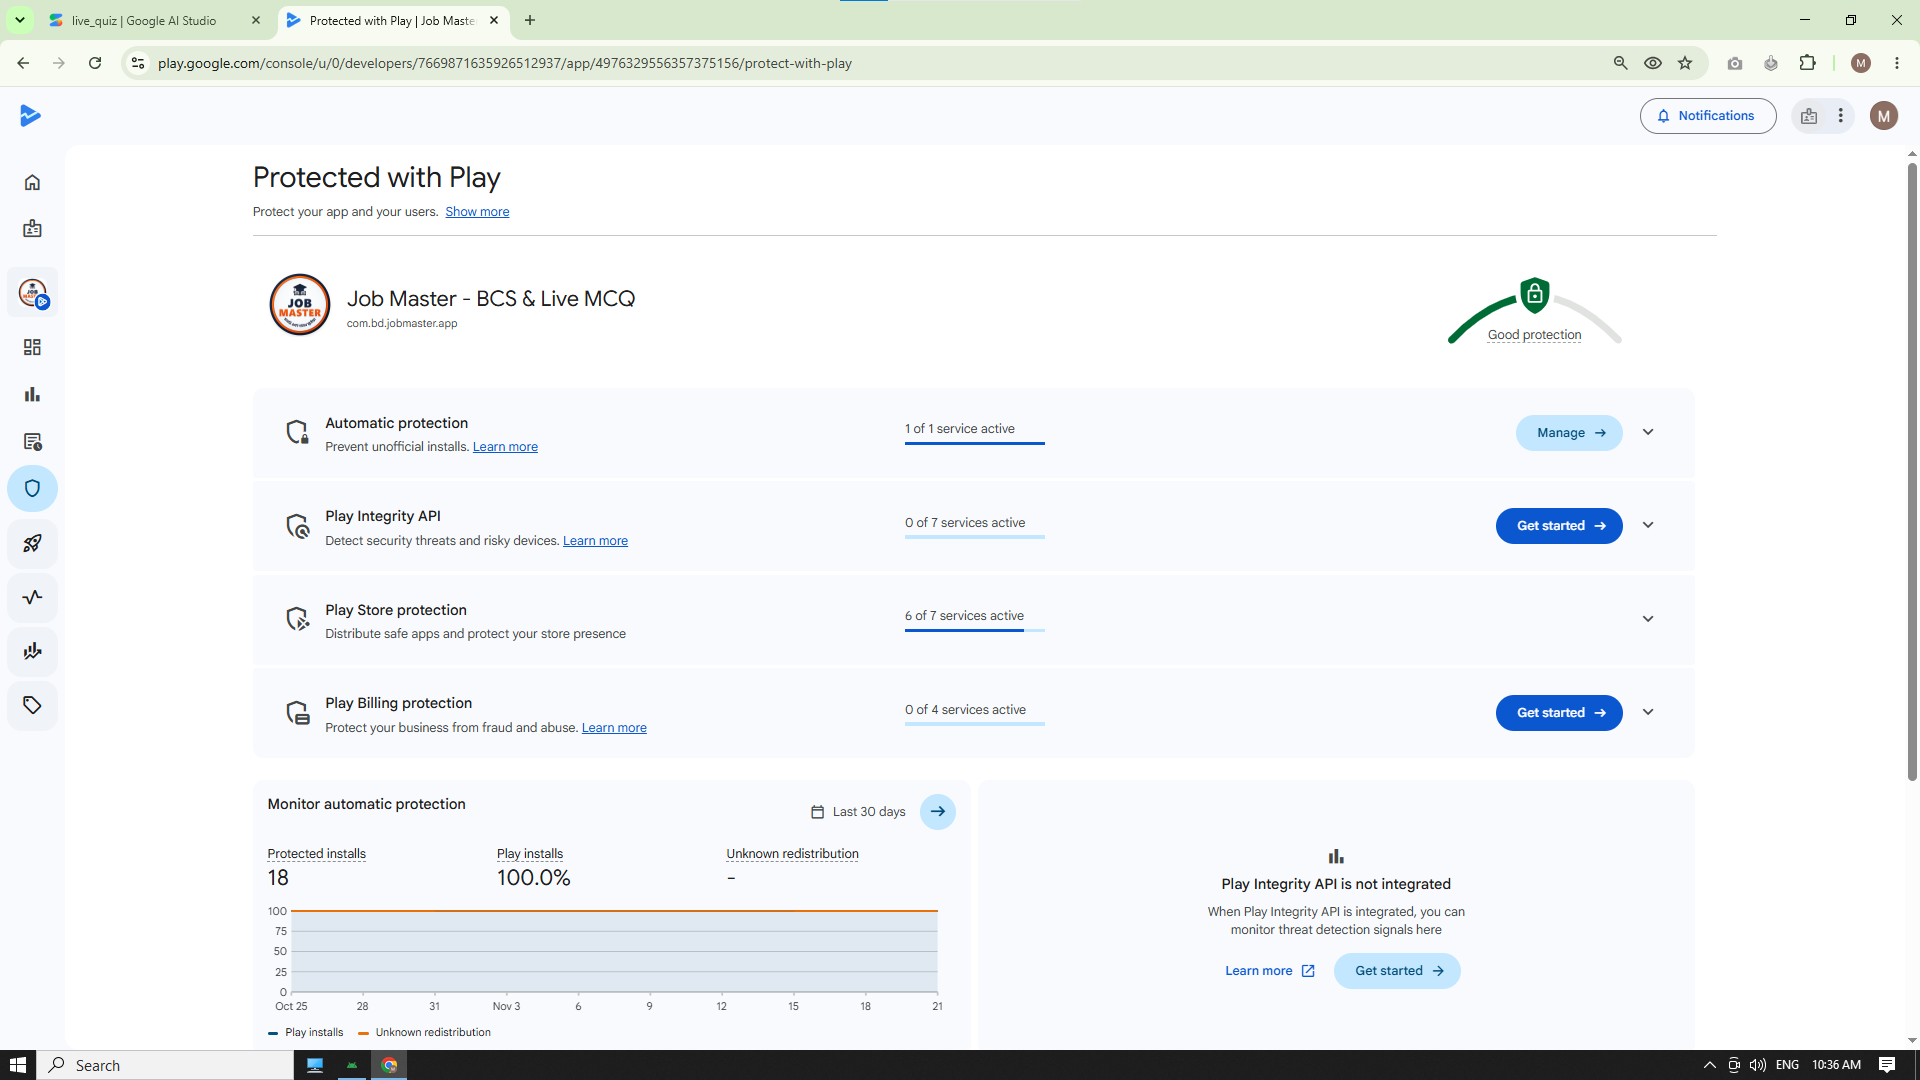 live_quiz | Google AI Studio
Protected with Play | Job Maste
play.google.com/console/u/0/developers/7669871635926512937/app/4976329556357375156/protect-with-play
M
Notifications
M
Protected with Play
Protect your app and your users. Show more
JOB
MASTER
Job Master - BCS & Live MCQ
com.bd.jobmaster.app
Good protection
Automatic protection
Prevent unofficial installs. Learn more
1 of 1 service active
Manage
Play Integrity API
Detect security threats and risky devices. Learn more
0 of 7 services active
Get started
Play Store protection
Distribute safe apps and protect your store presence
6 of 7 services active
Play Billing protection
Protect your business from fraud and abuse. Learn more
0 of 4 services active
Get started
Monitor automatic protection
Last 30 days
Protected installs
18
Play installs
100.0%
Unknown redistribution
-
100
75
50
25
0
Oct 25 28 31 Nov 3 6 9 12 15 18 21
Play installs Unknown redistribution
Play Integrity API is not integrated
When Play Integrity API is integrated, you can
monitor threat detection signals here
Learn more
Get started
Search
ENG
10:36 AM